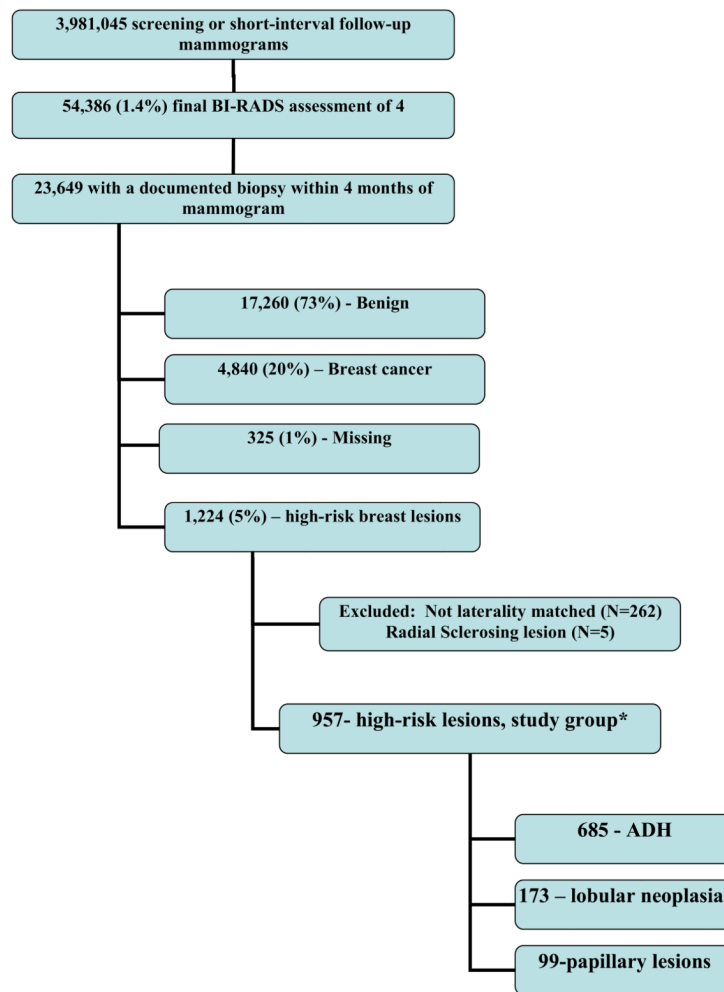 3,981,045 screening or short-interval follow-up
mammograms
54,386 (1.4%) final BI-RADS assessment of 4
23,649 with a documented biopsy within 4 months of
mammogram
17,260 (73%) - Benign
4,840 (20%) – Breast cancer
325 (1%) - Missing
1,224 (5%) – high-risk breast lesions
Excluded: Not laterality matched (N=262)
Radial Sclerosing lesion (N=5)
957- high-risk lesions, study group*
685 - ADH
173 – lobular neoplasia
99-papillary lesions